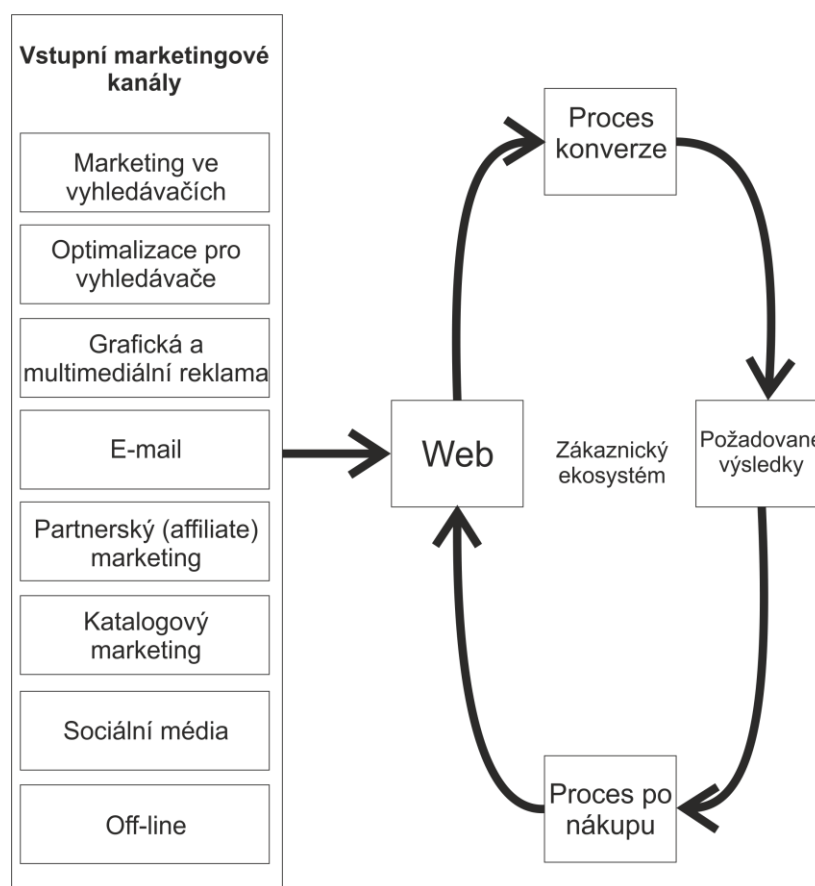 Vstupní marketingové
kanály
Marketing ve
vyhledávačích
Optimalizace pro
vyhledávače
Grafická a
multimediální reklama
E-mail
Partnerský (affiliate)
marketing
Katalogový
marketing
Sociální média
Off-line
Proces
konverze
Web
Zákaznický
ekosystém
Požadované
výsledky
Proces po
nákupu